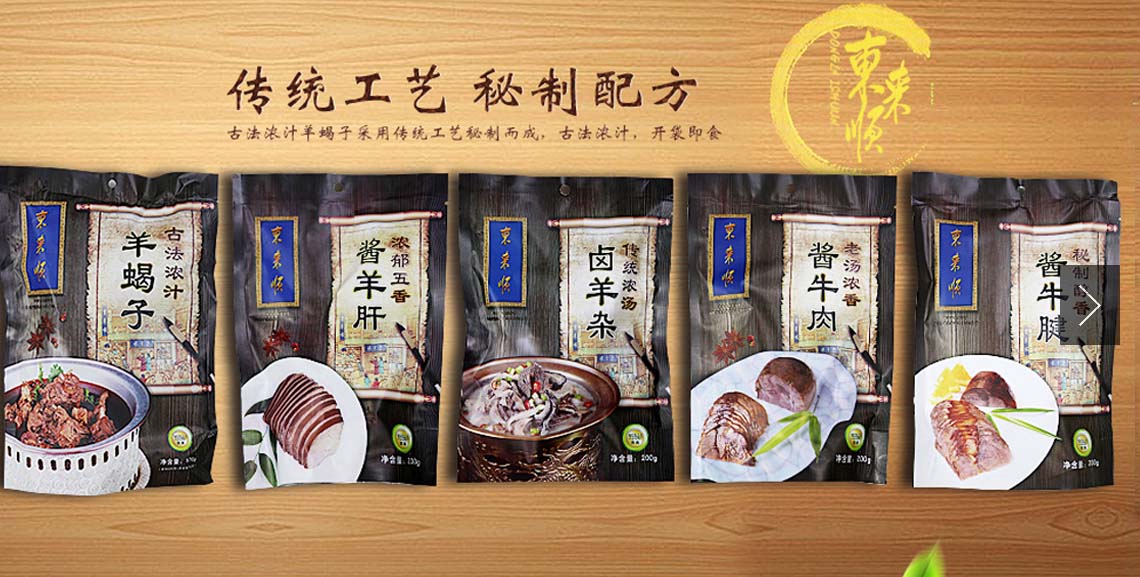 传统工艺 秘制配方
古法浓汁羊蝎子采用传统工艺秘制而成，古法浓汁，开袋即食
東来順
DONGLAISHUN
東来順
古法浓汁
羊蝎子
東来順
浓郁五香
酱羊肝
東来順
传统浓汤
卤羊杂
净含量：200g
東来順
老汤浓香
酱牛肉
净含量：200g
東来順
秘制酱香
酱牛腱
净含量：200g